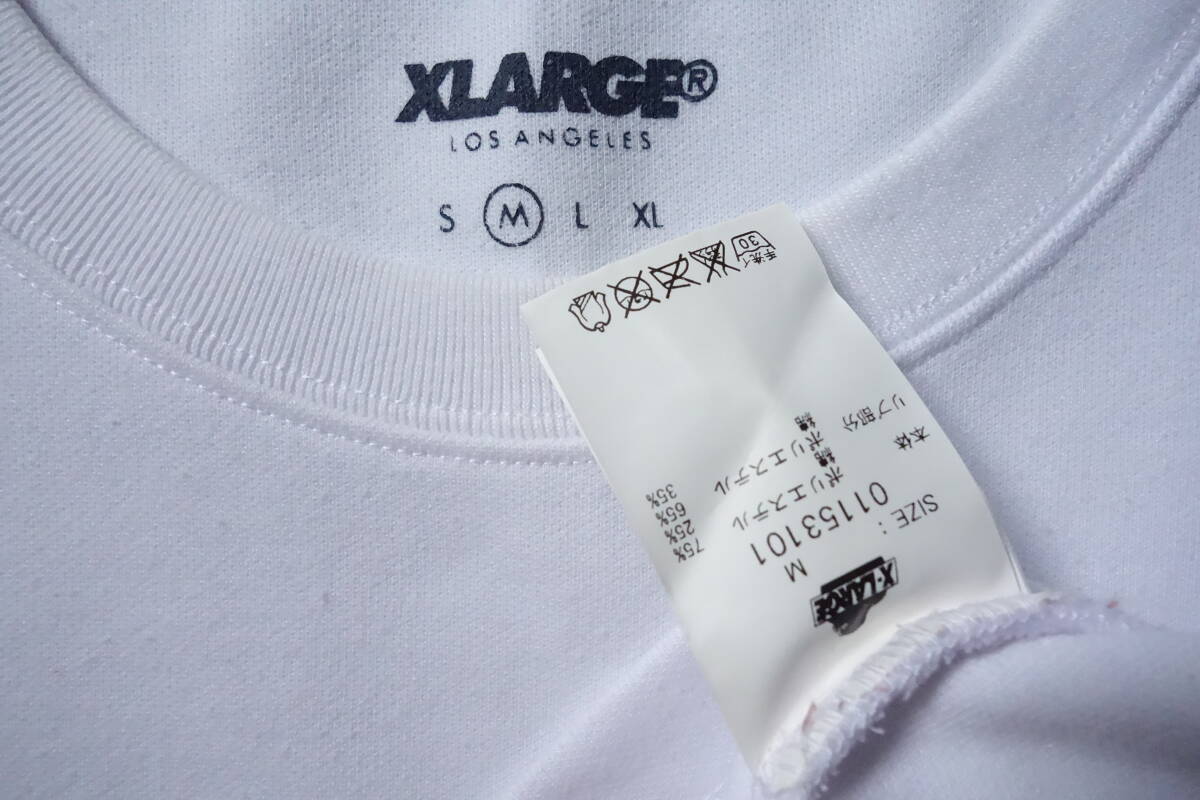 XLARGE®
LOS ANGELES
S M L XL
X-LARGE
SIZE : M
01153101
本体 ポリエステル 75%
綿 25%
リブ部分 ポリエステル 65%
綿 35%
手洗イ
30